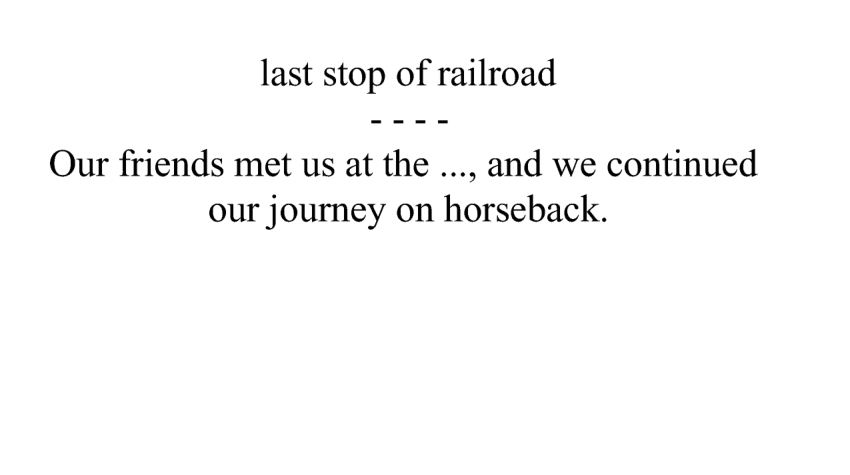 last stop of railroad
- - - -
Our friends met us at the ..., and we continued
our journey on horseback.